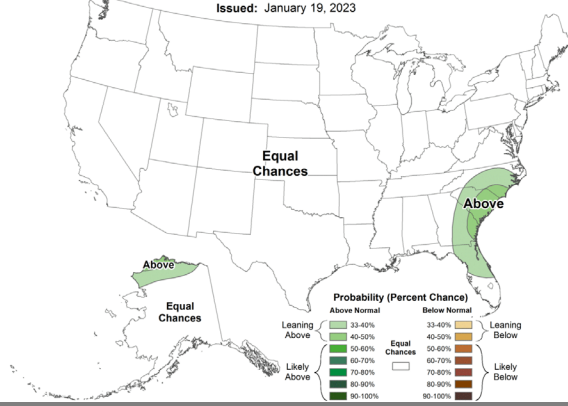 Issued: January 19, 2023
Equal
Chances
Above
Above
Equal
Chances
Probability (Percent Chance)
Above Normal
Below Normal
Leaning
Above
33-40%
40-50%
Likely
Above
50-60%
60-70%
70-80%
80-90%
90-100%
Equal
Chances
33-40%
40-50%
Leaning
Below
50-60%
60-70%
70-80%
80-90%
90-100%
Likely
Below